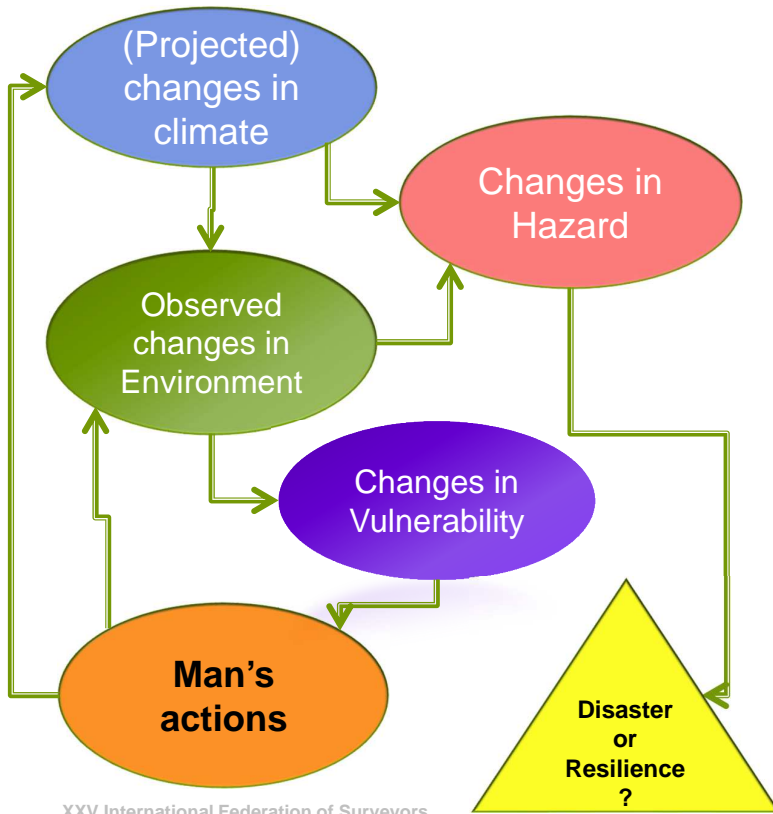 (Projected)
changes in
climate
Changes in
Hazard
Observed
changes in
Environment
Changes in
Vulnerability
Man's
actions
Disaster
or
Resilience
?
XXV International Federation of Surveyors